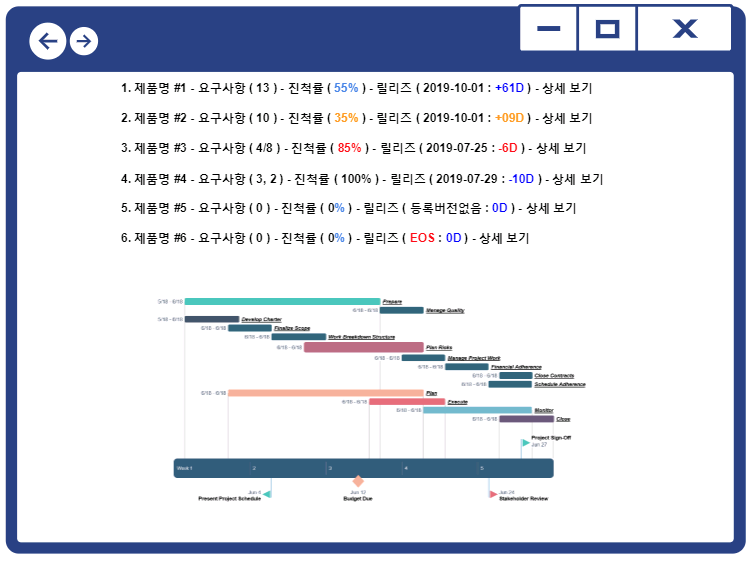 1. 제품명 #1 - 요구사항 ( 13 ) - 진척률 ( 55% ) - 릴리즈 ( 2019-10-01 : +61D ) - 상세 보기
2. 제품명 #2 - 요구사항 ( 10 ) - 진척률 ( 35% ) - 릴리즈 ( 2019-10-01 : +09D ) - 상세 보기
3. 제품명 #3 - 요구사항 ( 4/8 ) - 진척률 ( 85% ) - 릴리즈 ( 2019-07-25 : -6D ) - 상세 보기
4. 제품명 #4 - 요구사항 ( 3, 2 ) - 진척률 ( 100% ) - 릴리즈 ( 2019-07-29 : -10D ) - 상세 보기
5. 제품명 #5 - 요구사항 ( 0 ) - 진척률 ( 0% ) - 릴리즈 ( 등록버전없음 : 0D ) - 상세 보기
6. 제품명 #6 - 요구사항 ( 0 ) - 진척률 ( 0% ) - 릴리즈 ( EOS : 0D ) - 상세 보기
Prepare
Manage Quality
Develop Charter
Finalize Scope
Work Breakdown Structure
Plan Risks
Manage Project Work
Financial Adherence
Close Contracts
Schedule Adherence
Plan
Execute
Monitor
Close
Project Sign-Off
Jun 27
Week 1 2 3 4 5
Present Project Schedule
Jun 12
Budget Due
Jun 24
Stakeholder Review